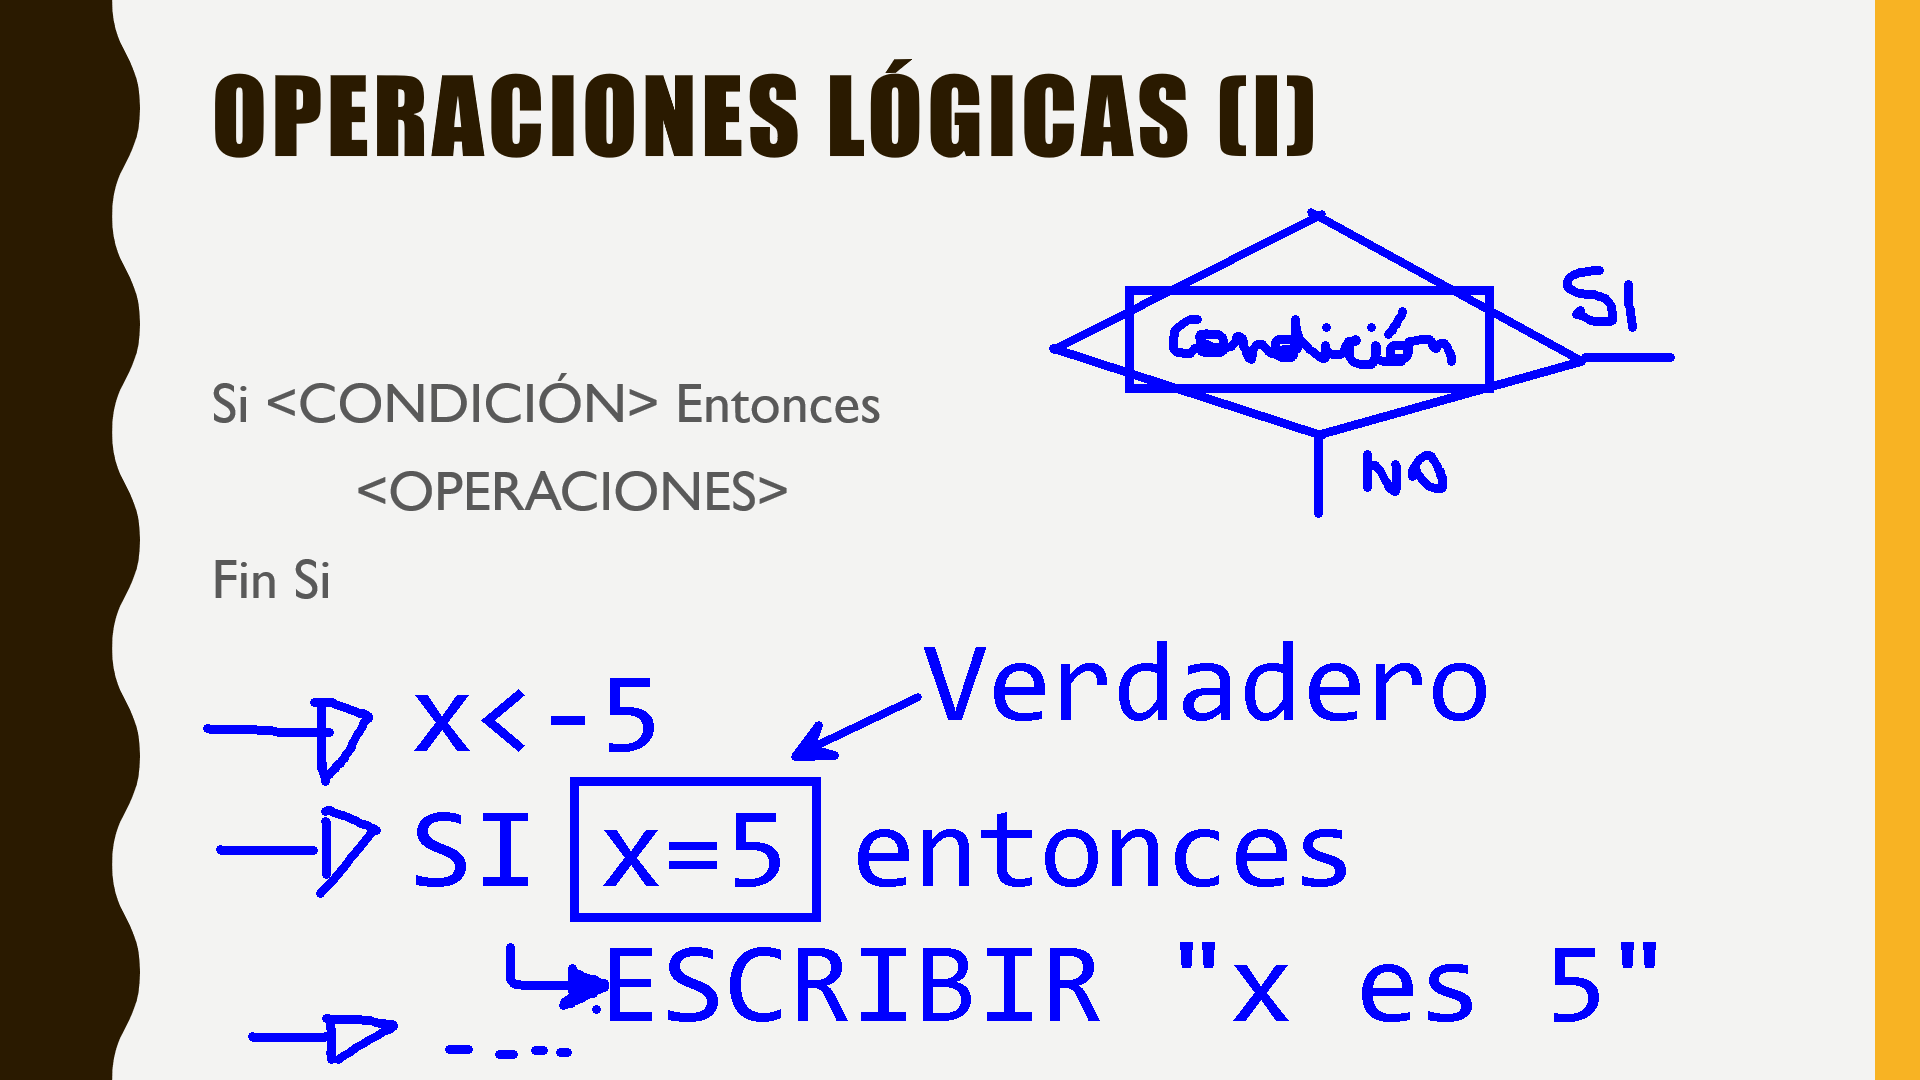 OPERACIONES LÓGICAS (I)
SI
Condición
Si <CONDICIÓN> Entonces
NO
<OPERACIONES>
Fin Si
Verdadero
x<-5
SI x=5 entonces
ESCRIBIR "x es 5"